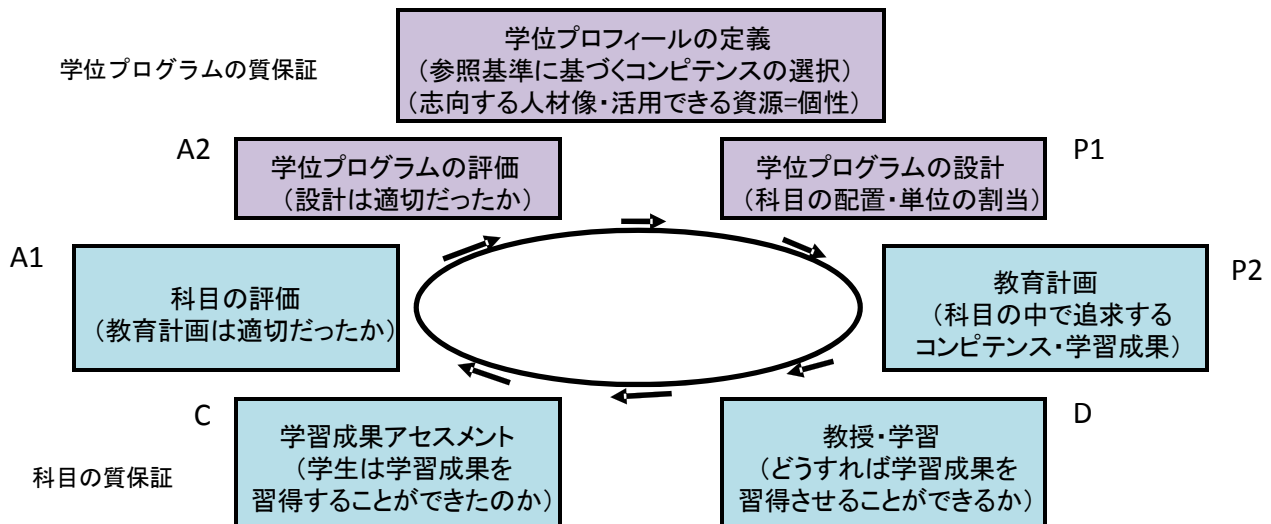 学位プロフィールの定義
(参照基準に基づくコンピテンスの選択)
(志向する人材像・活用できる資源=個性)
学位プログラムの質保証
A2
学位プログラムの評価
(設計は適切だったか)
P1
学位プログラムの設計
(科目の配置・単位の割当)
A1
科目の評価
(教育計画は適切だったか)
P2
教育計画
(科目の中で追求する
コンピテンス・学習成果)
C
学習成果アセスメント
(学生は学習成果を
習得することができたのか)
D
教授・学習
(どうすれば学習成果を
習得させることができるか)
科目の質保証